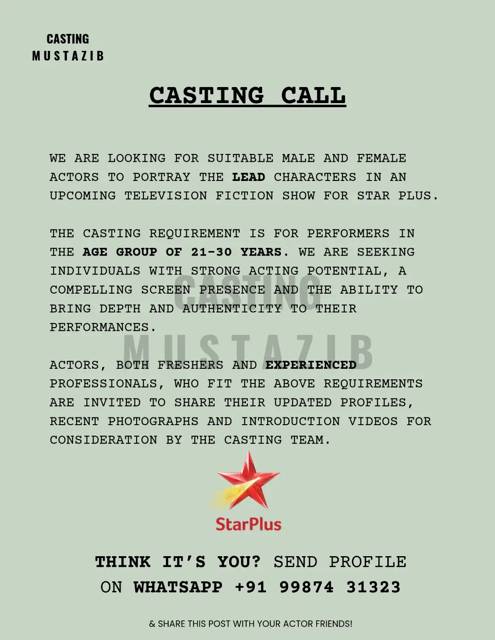 CASTING
MUSTAZIB
CASTING CALL
WE ARE LOOKING FOR SUITABLE MALE AND FEMALE
ACTORS TO PORTRAY THE LEAD CHARACTERS IN AN
UPCOMING TELEVISION FICTION SHOW FOR STAR PLUS.
THE CASTING REQUIREMENT IS FOR PERFORMERS IN
THE AGE GROUP OF 21-30 YEARS. WE ARE SEEKING
INDIVIDUALS WITH STRONG ACTING POTENTIAL, A
COMPELLING SCREEN PRESENCE AND THE ABILITY TO
BRING DEPTH AND AUTHENTICITY TO THEIR
PERFORMANCES.
CASTING
MUSTAZIB
ACTORS, BOTH FRESHERS AND EXPERIENCED
PROFESSIONALS, WHO FIT THE ABOVE REQUIREMENTS
ARE INVITED TO SHARE THEIR UPDATED PROFILES,
RECENT PHOTOGRAPHS AND INTRODUCTION VIDEOS FOR
CONSIDERATION BY THE CASTING TEAM.
StarPlus
THINK IT'S YOU? SEND PROFILE
ON WHATSAPP +91 99874 31323
& SHARE THIS POST WITH YOUR ACTOR FRIENDS!